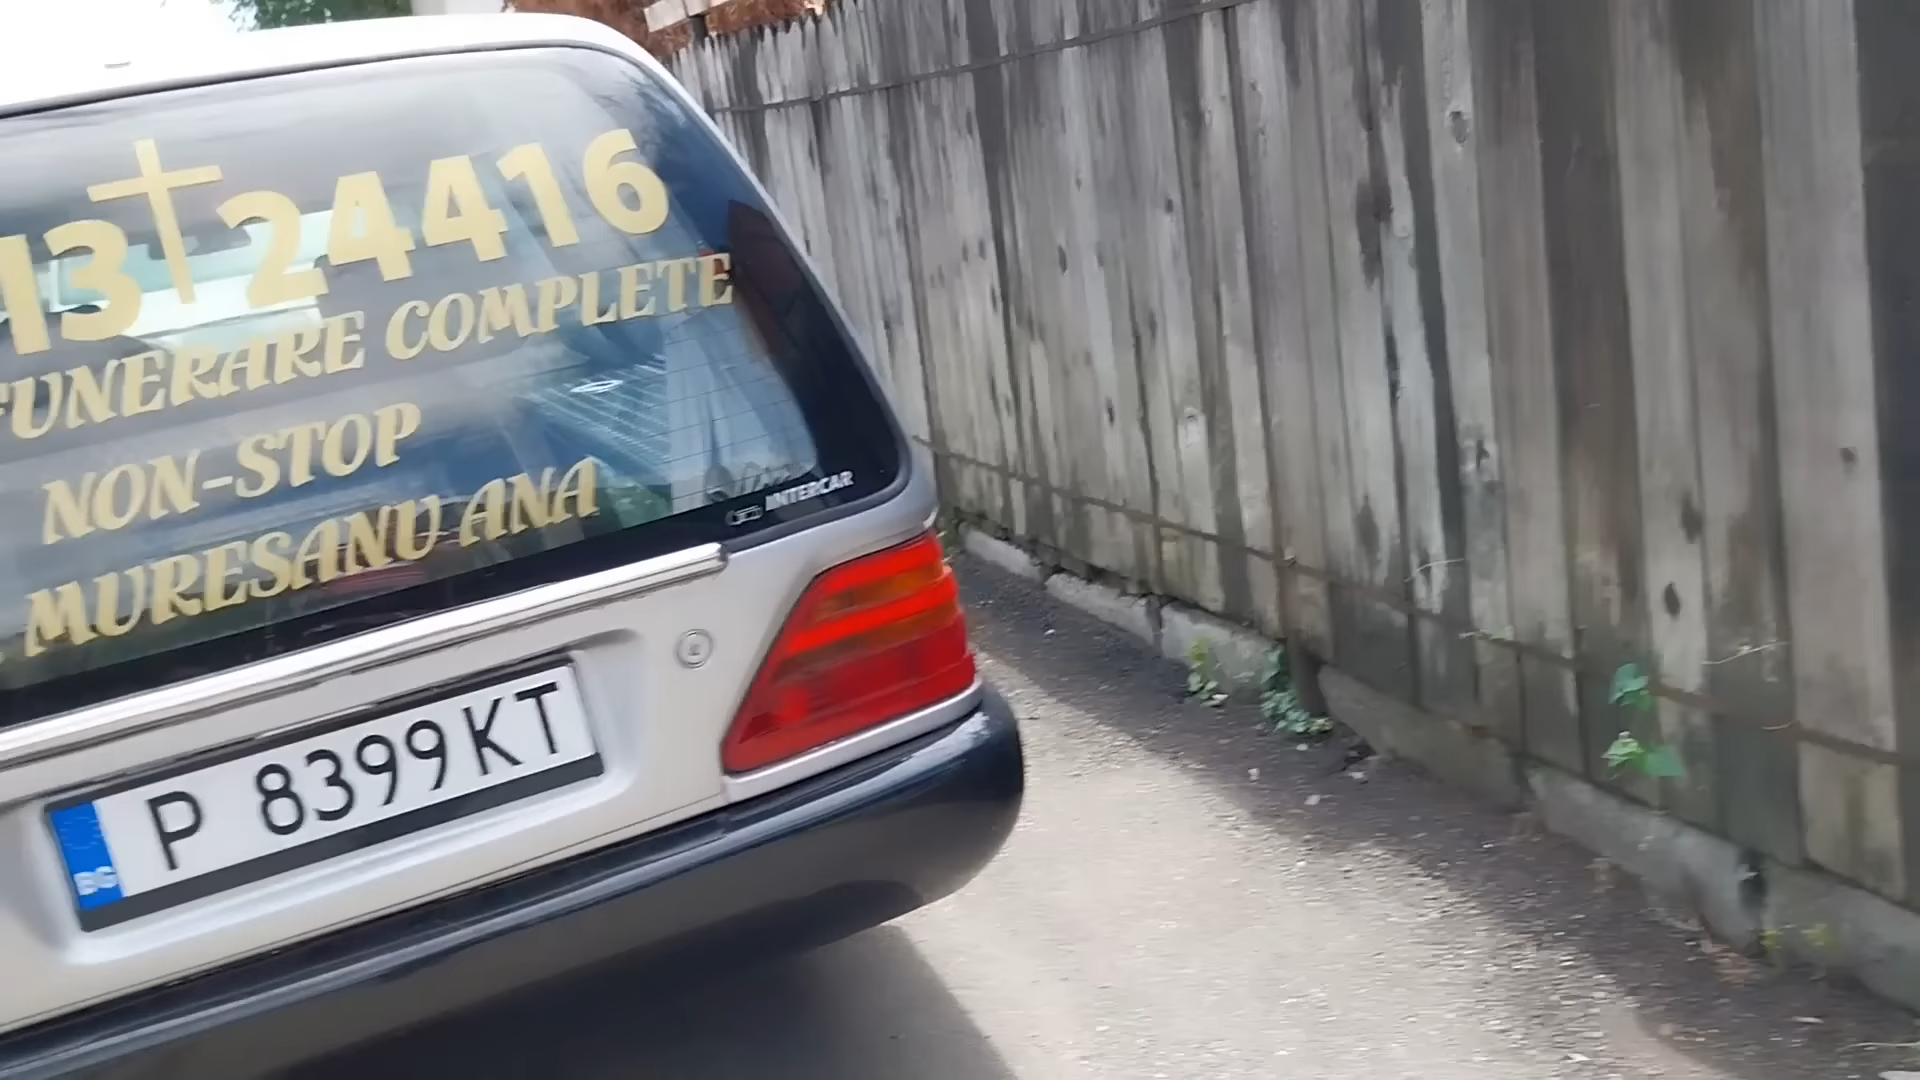 13 24416
FUNERARE COMPLETE
NON-STOP
MURESANU ANA
INTERCAR
BG P 8399 KT